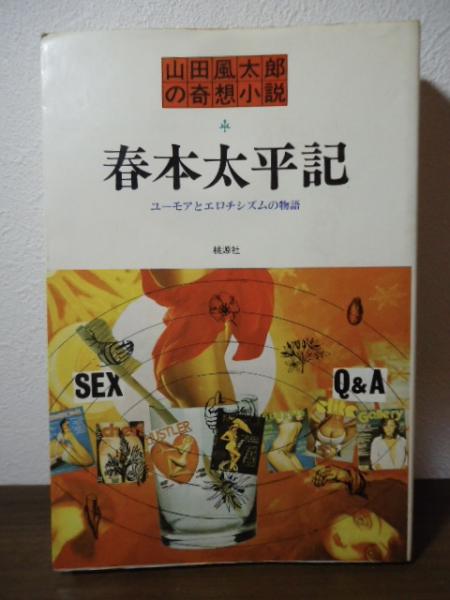 山田風太郎
の奇想小説
春本太平記
ユーモアとエロチシズムの物語
桃源社
SEX
Q&A
HUSTLER
Gallery